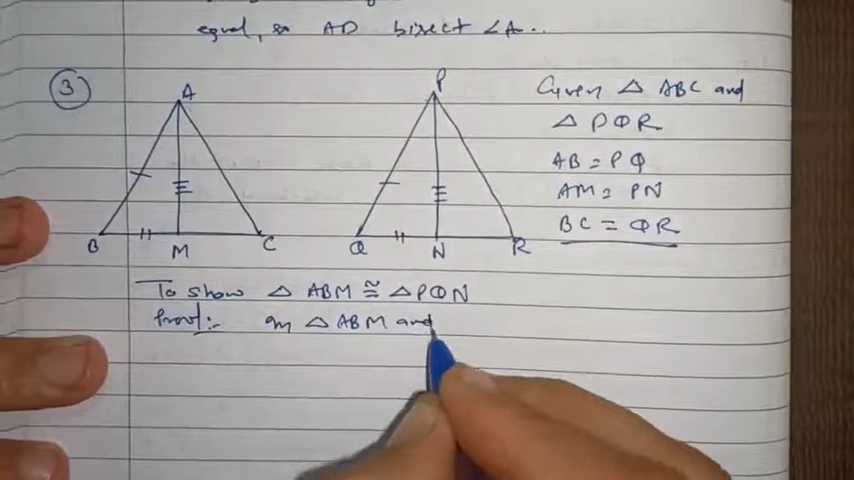 equal, so AD bisect ∠A..
3
A
B
M
C
P
Q
N
R
Given △ ABC and
△ PQR
AB = PQ
AM = PN
BC = QR
To show △ ABM ≅ △PQN
Proof:- In △ ABM and